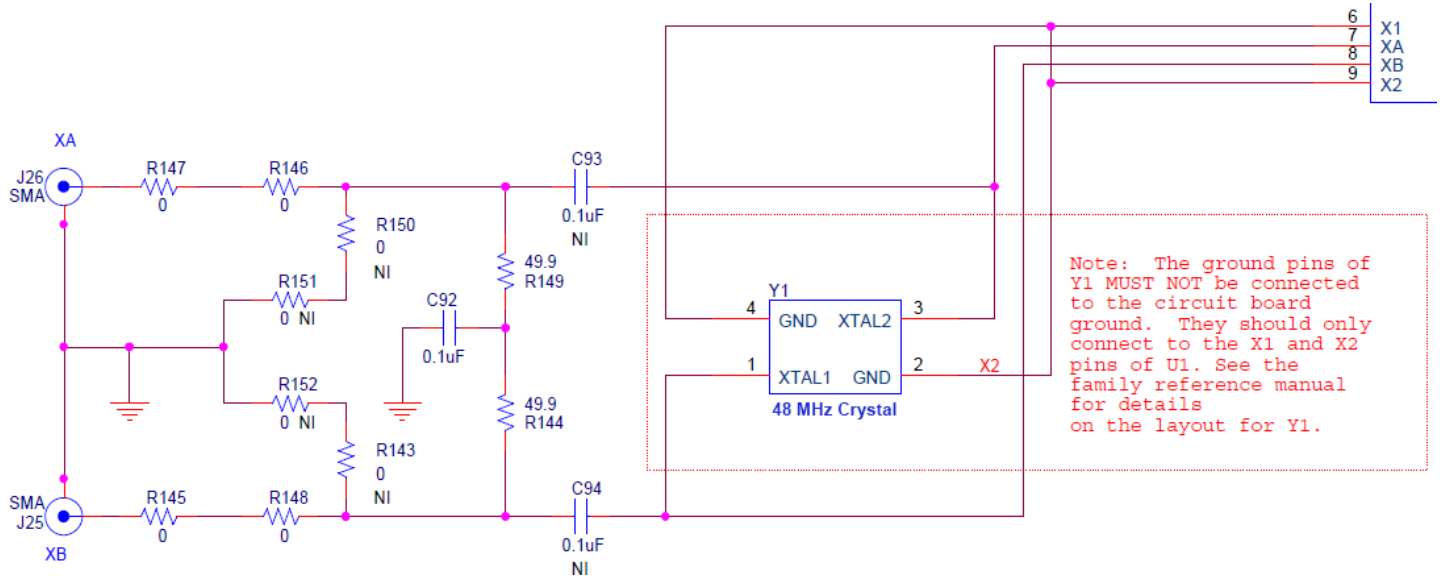 6
X1
7
XA
8
XB
9
X2
XA
J26
SMA
R147
0
R146
0
C93
0.1uF
NI
R150
0
NI
R151
0 NI
49.9
R149
C92
0.1uF
Y1
4 GND XTAL2 3
1 XTAL1 GND 2 X2
48 MHz Crystal
Note: The ground pins of
Y1 MUST NOT be connected
to the circuit board
ground. They should only
connect to the X1 and X2
pins of U1. See the
family reference manual
for details
on the layout for Y1.
R152
0 NI
49.9
R144
R143
0
NI
SMA
J25
XB
R145
0
R148
0
C94
0.1uF
NI